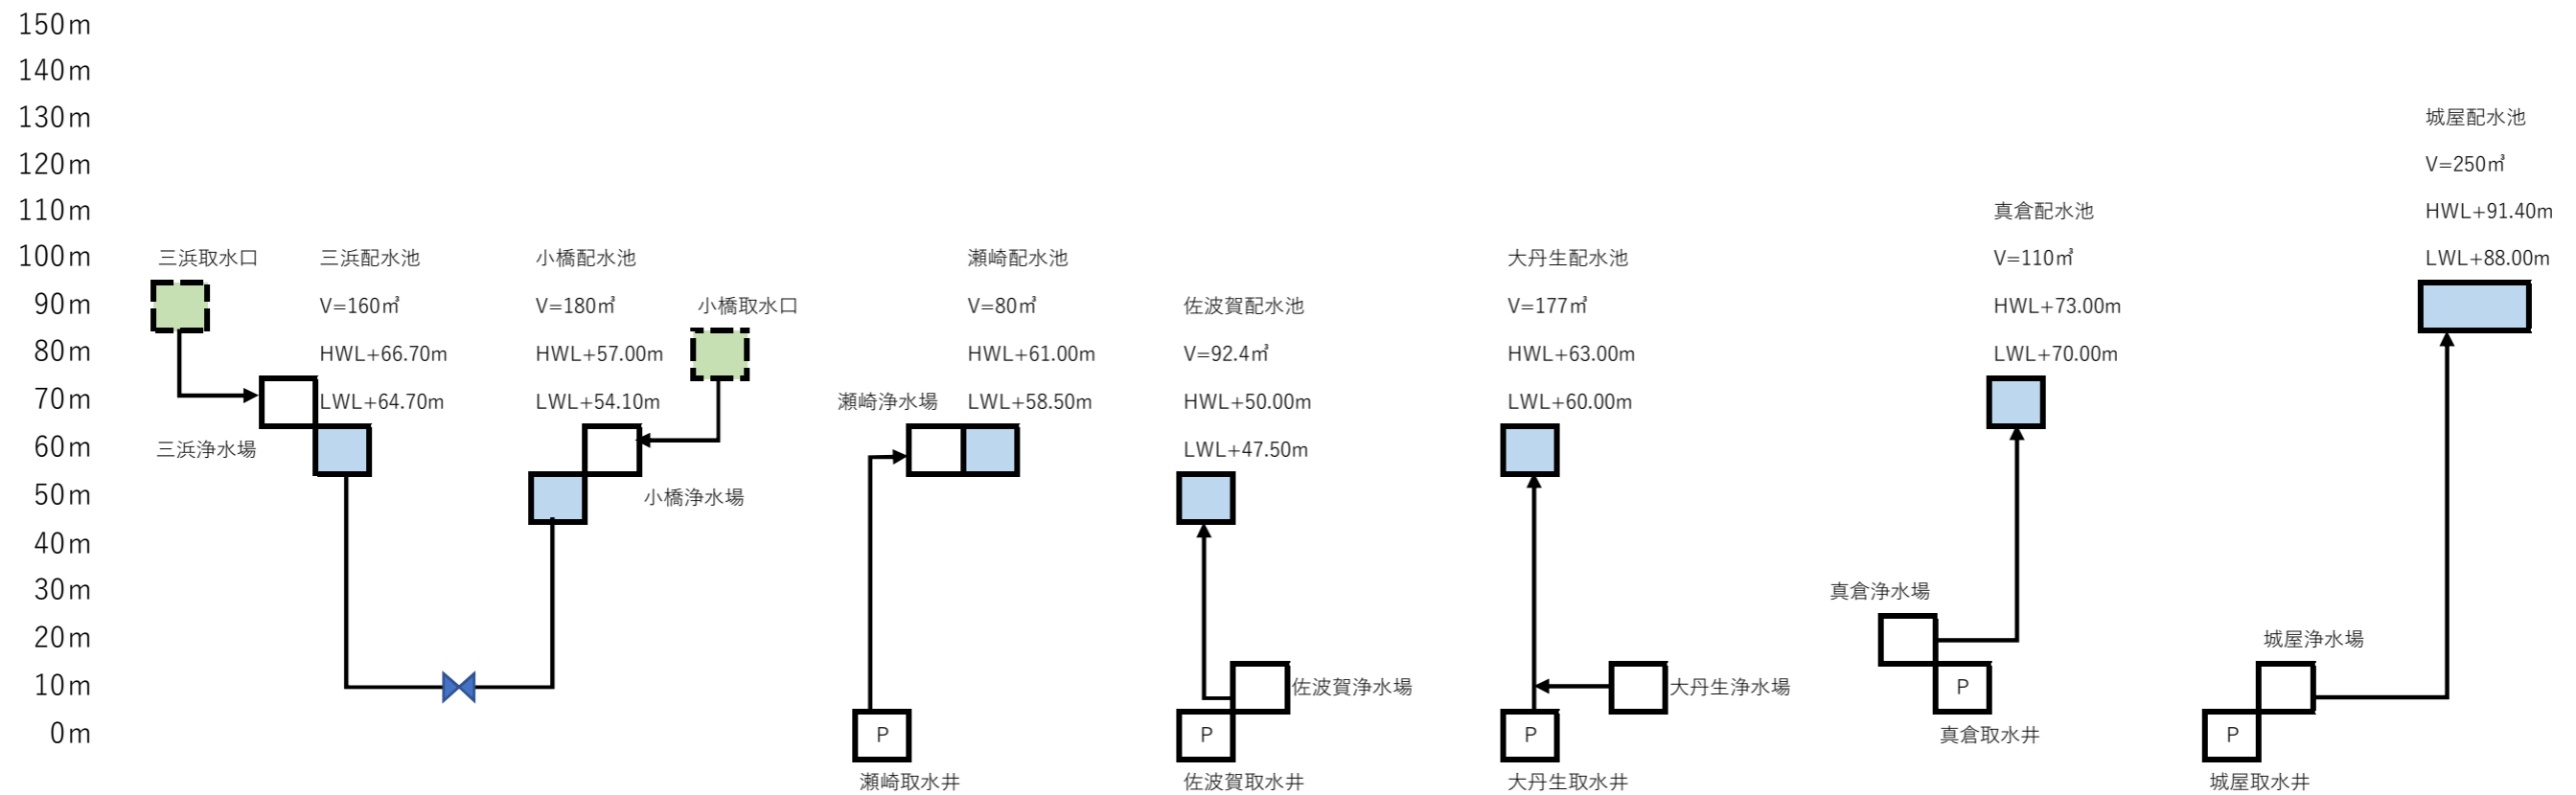 150m
140m
130m
120m
110m
100m
90m
80m
70m
60m
50m
40m
30m
20m
10m
0m
三浜取水口
三浜浄水場
三浜配水池
V=160㎥
HWL+66.70m
LWL+64.70m
小橋配水池
V=180㎥
HWL+57.00m
LWL+54.10m
小橋取水口
小橋浄水場
瀬崎浄水場
瀬崎配水池
V=80㎥
HWL+61.00m
LWL+58.50m
P
瀬崎取水井
佐波賀配水池
V=92.4㎥
HWL+50.00m
LWL+47.50m
佐波賀浄水場
P
佐波賀取水井
大丹生配水池
V=177㎥
HWL+63.00m
LWL+60.00m
大丹生浄水場
P
大丹生取水井
真倉配水池
V=110㎥
HWL+73.00m
LWL+70.00m
真倉浄水場
P
真倉取水井
城屋配水池
V=250㎥
HWL+91.40m
LWL+88.00m
城屋浄水場
P
城屋取水井